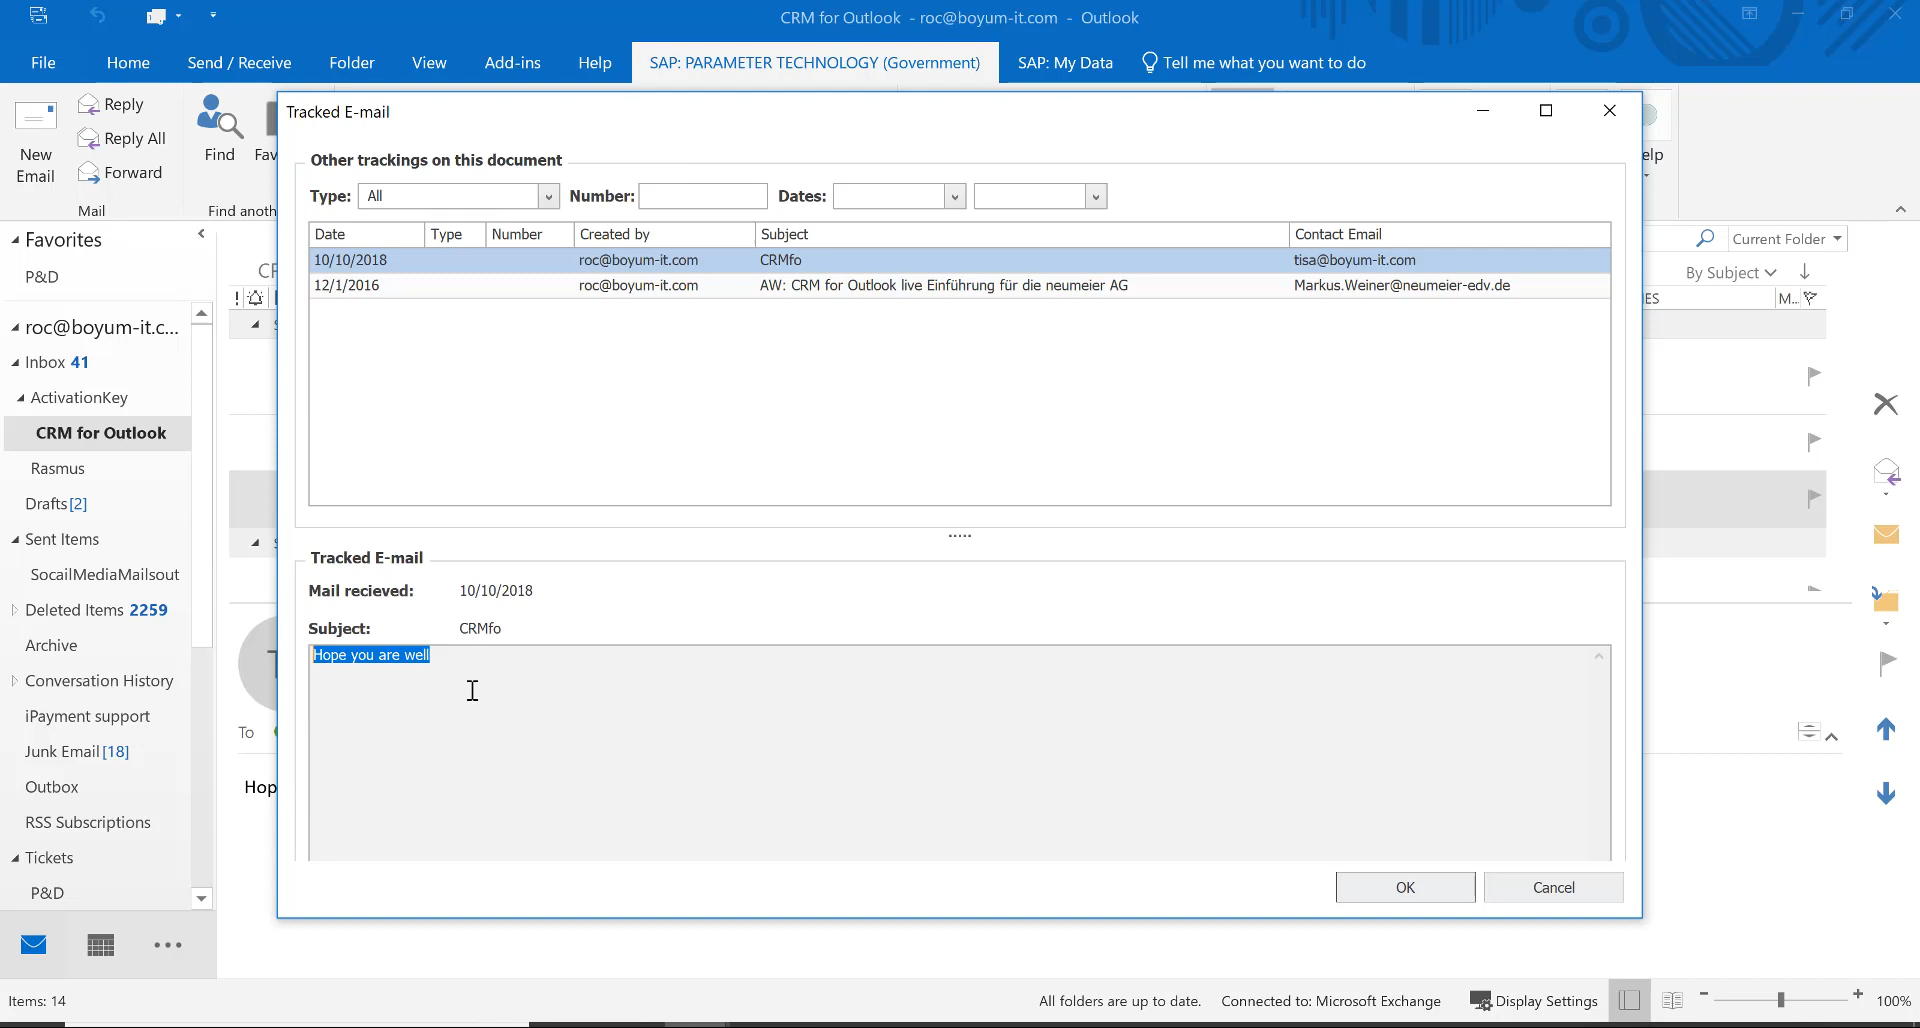 CRM for Outlook - roc@boyum-it.com - Outlook
File Home Send / Receive Folder View Add-ins Help SAP: PARAMETER TECHNOLOGY (Government) SAP: My Data Tell me what you want to do
New Email
Reply
Reply All
Forward
Mail
Find
Fav
Find anoth
elp
Favorites
P&D
roc@boyum-it.c...
Inbox 41
ActivationKey
CRM for Outlook
Rasmus
Drafts [2]
Sent Items
SocailMediaMailsout
Deleted Items 2259
Archive
Conversation History
iPayment support
Junk Email [18]
Outbox
RSS Subscriptions
Tickets
P&D
Tracked E-mail
Other trackings on this document
Type: All Number: Dates:
Date Type Number Created by Subject Contact Email
10/10/2018 roc@boyum-it.com CRMfo tisa@boyum-it.com
12/1/2016 roc@boyum-it.com AW: CRM for Outlook live Einführung für die neumeier AG Markus.Weiner@neumeier-edv.de
Tracked E-mail
Mail recieved: 10/10/2018
Subject: CRMfo
Hope you are well
OK Cancel
Current Folder
By Subject
ES M...
To
Hop
Items: 14 All folders are up to date. Connected to: Microsoft Exchange Display Settings 100%